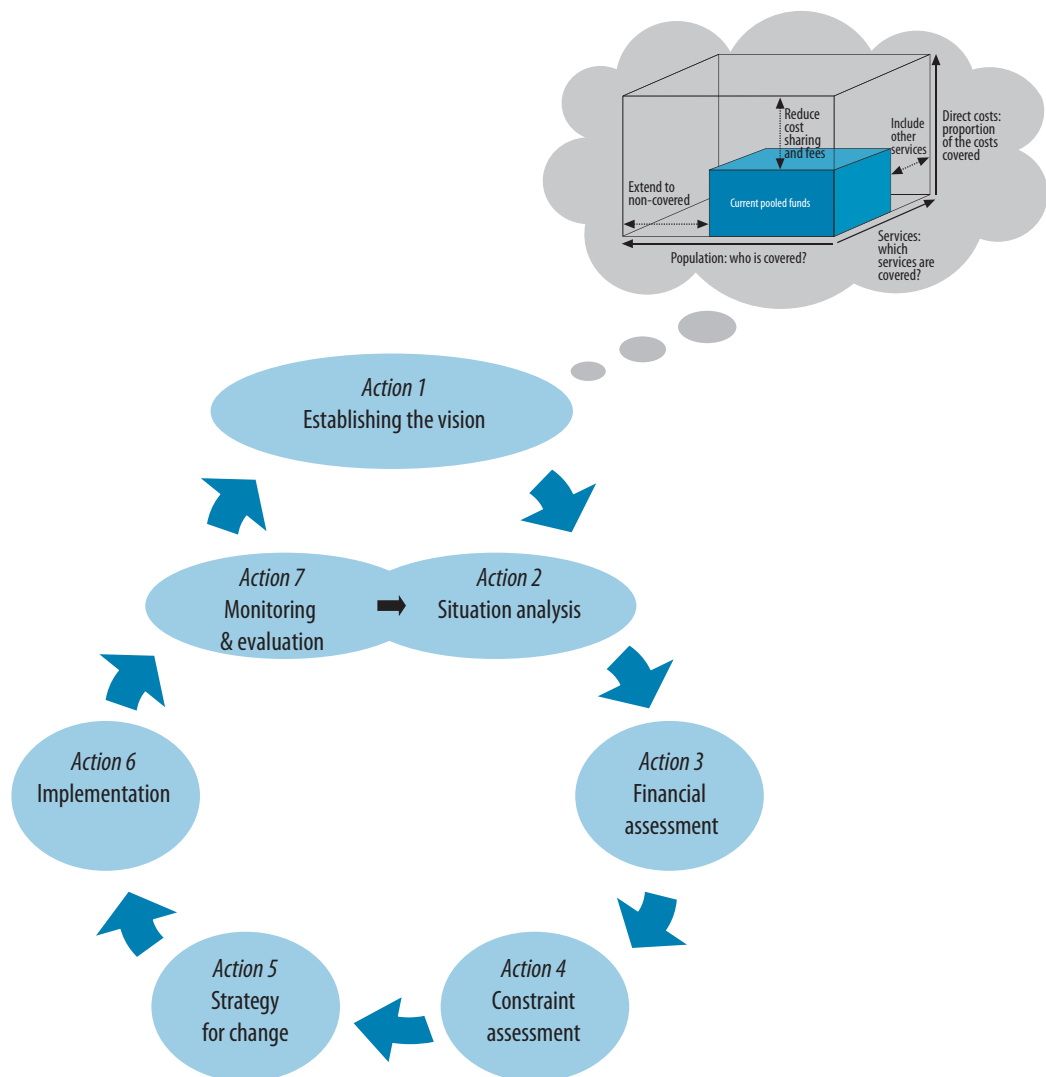 Reduce
cost
sharing
and fees
Include
other
services
Direct costs:
proportion
of the costs
covered
Extend to
non-covered
Current pooled funds
Population: who is covered?
Services:
which
services are
covered?
Action 1
Establishing the vision
Action 7
Monitoring
& evaluation
Action 2
Situation analysis
Action 6
Implementation
Action 3
Financial
assessment
Action 5
Strategy
for change
Action 4
Constraint
assessment